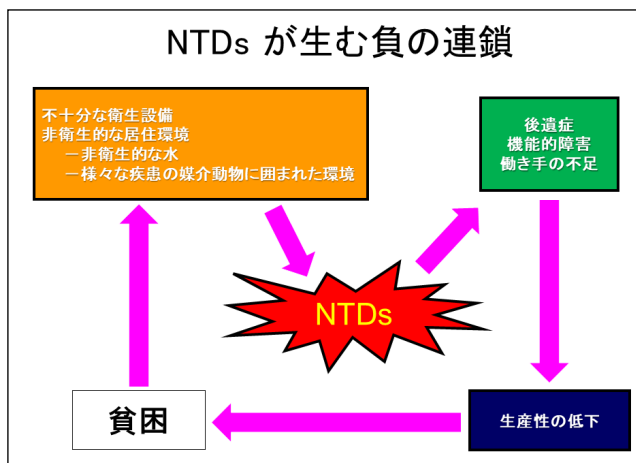 NTDs が生む負の連鎖
不十分な衛生設備
非衛生的な居住環境
－非衛生的な水
－様々な疾患の媒介動物に囲まれた環境
後遺症
機能的障害
働き手の不足
NTDs
貧困
生産性の低下